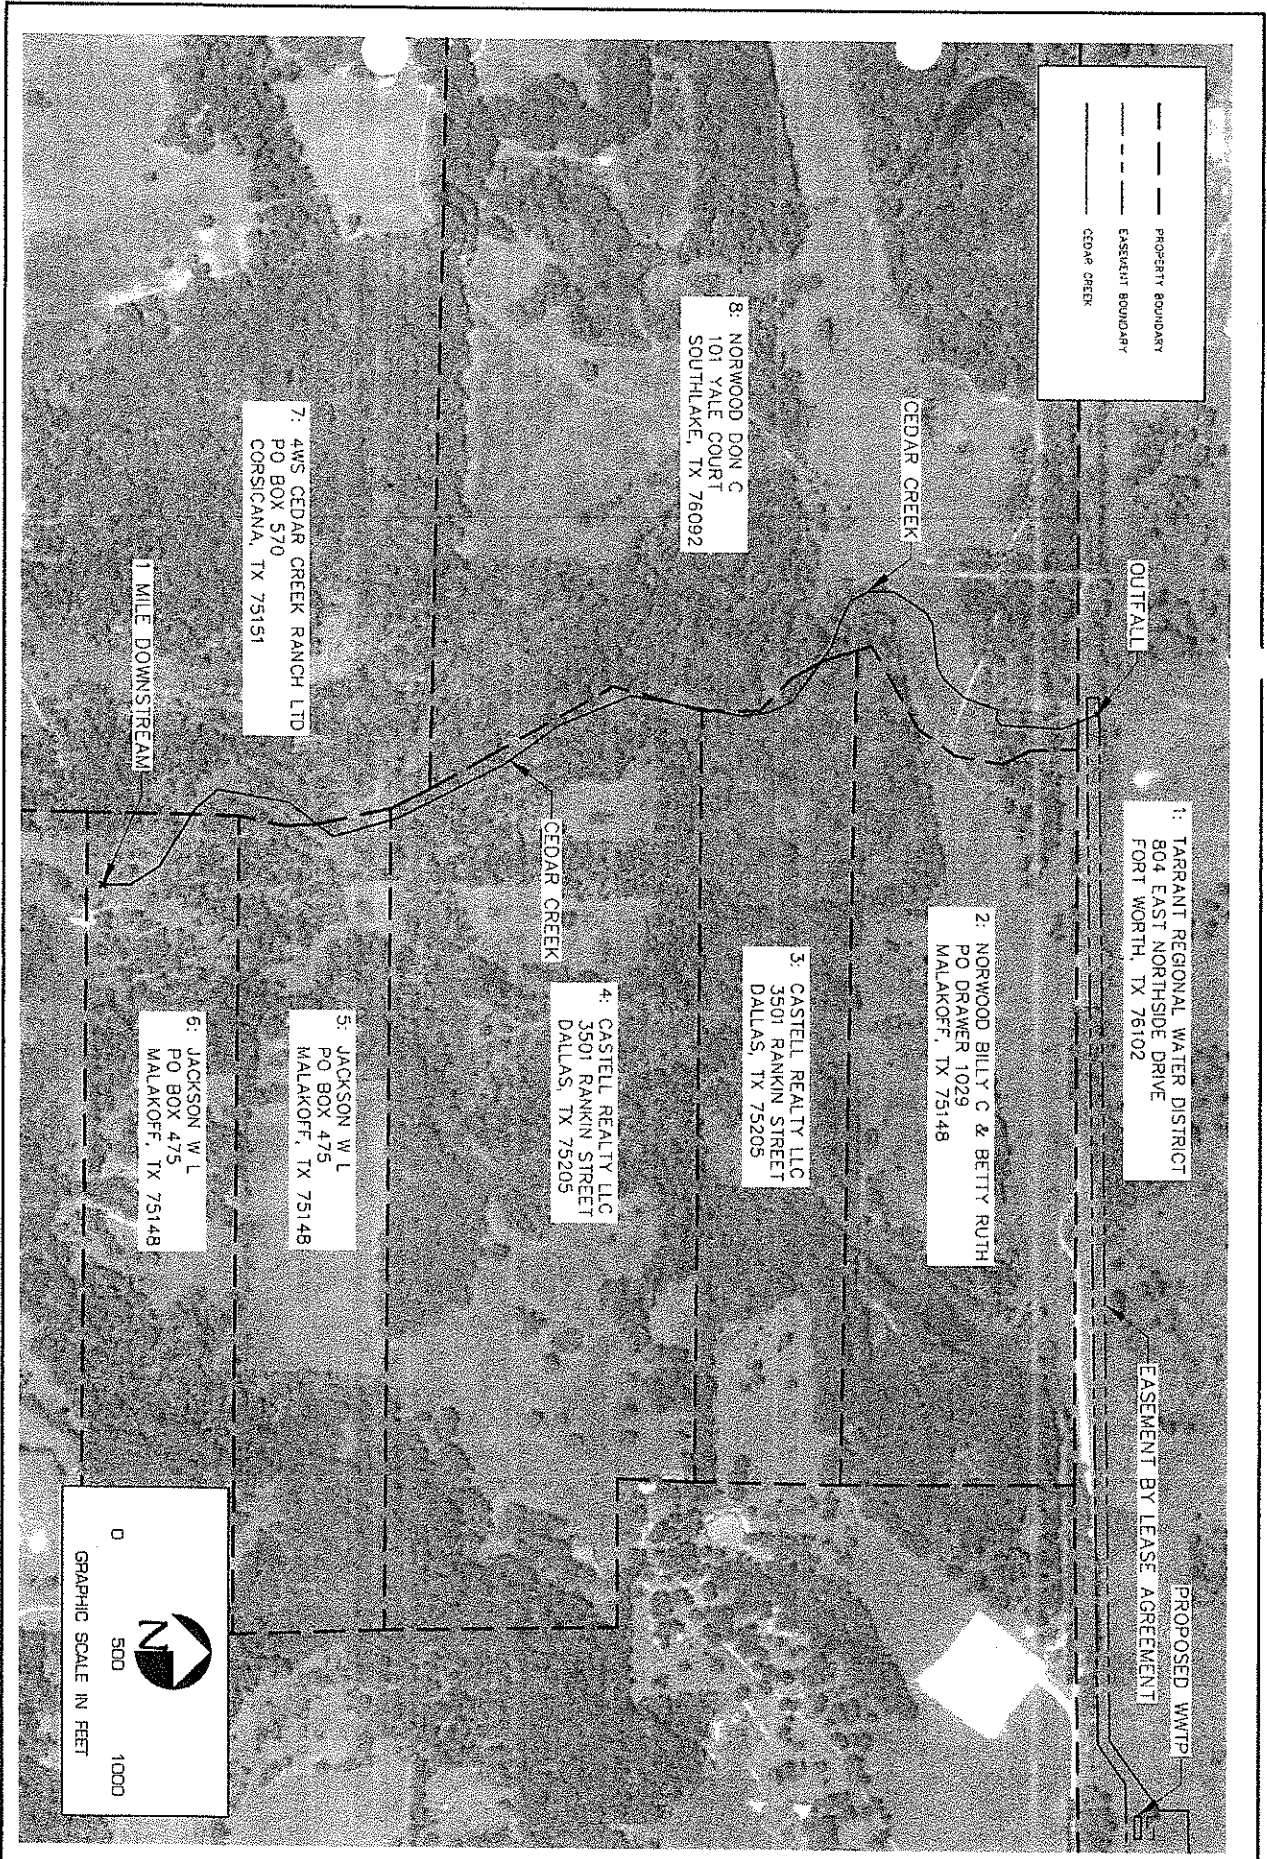 PROPERTY BOUNDARY
EASEMENT BOUNDARY
CEDAR CREEK
OUTFALL
1: TARRANT REGIONAL WATER DISTRICT
804 EAST NORTHSIDE DRIVE
FORT WORTH, TX 76102
EASEMENT BY LEASE AGREEMENT
PROPOSED WWTP
CEDAR CREEK
2: NORWOOD BILLY C & BETTY RUTH
PO DRAWER 1029
MALAKOFF, TX 75148
8: NORWOOD DON C
101 YALE COURT
SOUTHLAKE, TX 76092
3: CASTELL REALTY LLC
3501 RANKIN STREET
DALLAS, TX 75205
CEDAR CREEK
4: CASTELL REALTY LLC
3501 RANKIN STREET
DALLAS, TX 75205
7: 4WS CEDAR CREEK RANCH LTD
PO BOX 570
CORSICANA, TX 75151
5: JACKSON W L
PO BOX 475
MALAKOFF, TX 75148
1 MILE DOWNSTREAM
6: JACKSON W L
PO BOX 475
MALAKOFF, TX 75148
N
0 500 1000
GRAPHIC SCALE IN FEET